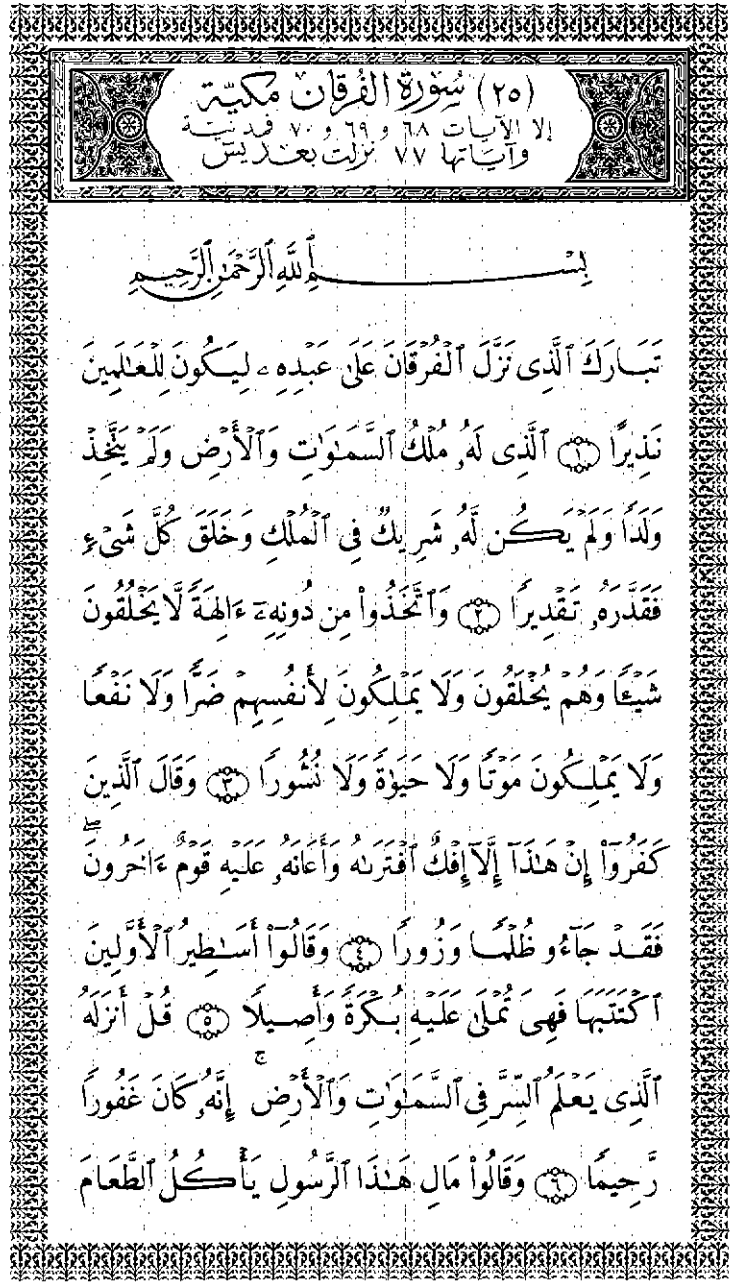 (٢٥) سُورَةُ الفُرقَان مَكيّة
إلا الآيات ٦٨ و ٦٩ و ٧٠ فمدنية
وآياتها ٧٧ نزلت بعد يس
بِسْمِ ٱللَّهِ ٱلرَّحْمَٰنِ ٱلرَّحِيمِ
تَبَارَكَ ٱلَّذِى نَزَّلَ ٱلْفُرْقَانَ عَلَىٰ عَبْدِهِۦ لِيَكُونَ لِلْعَٰلَمِينَ
نَذِيرًا ١ ٱلَّذِى لَهُۥ مُلْكُ ٱلسَّمَٰوَٰتِ وَٱلْأَرْضِ وَلَمْ يَتَّخِذْ
وَلَدًا وَلَمْ يَكُن لَّهُۥ شَرِيكٌ فِى ٱلْمُلْكِ وَخَلَقَ كُلَّ شَىْءٍ
فَقَدَّرَهُۥ تَقْدِيرًا ٢ وَٱتَّخَذُوا۟ مِن دُونِهِۦٓ ءَالِهَةً لَّا يَخْلُقُونَ
شَيْـًٔا وَهُمْ يُخْلَقُونَ وَلَا يَمْلِكُونَ لِأَنفُسِهِمْ ضَرًّا وَلَا نَفْعًا
وَلَا يَمْلِكُونَ مَوْتًا وَلَا حَيَوٰةً وَلَا نُشُورًا ٣ وَقَالَ ٱلَّذِينَ
كَفَرُوٓا۟ إِنْ هَٰذَآ إِلَّآ إِفْكٌ ٱفْتَرَىٰهُ وَأَعَانَهُۥ عَلَيْهِ قَوْمٌ ءَاخَرُونَۖ
فَقَدْ جَآءُو ظُلْمًا وَزُورًا ٤ وَقَالُوٓا۟ أَسَٰطِيرُ ٱلْأَوَّلِينَ
ٱكْتَتَبَهَا فَهِىَ تُمْلَىٰ عَلَيْهِ بُكْرَةً وَأَصِيلًا ٥ قُلْ أَنزَلَهُ
ٱلَّذِى يَعْلَمُ ٱلسِّرَّ فِى ٱلسَّمَٰوَٰتِ وَٱلْأَرْضِۚ إِنَّهُۥ كَانَ غَفُورًا
رَّحِيمًا ٦ وَقَالُوا۟ مَالِ هَٰذَا ٱلرَّسُولِ يَأْكُلُ ٱلطَّعَامَ